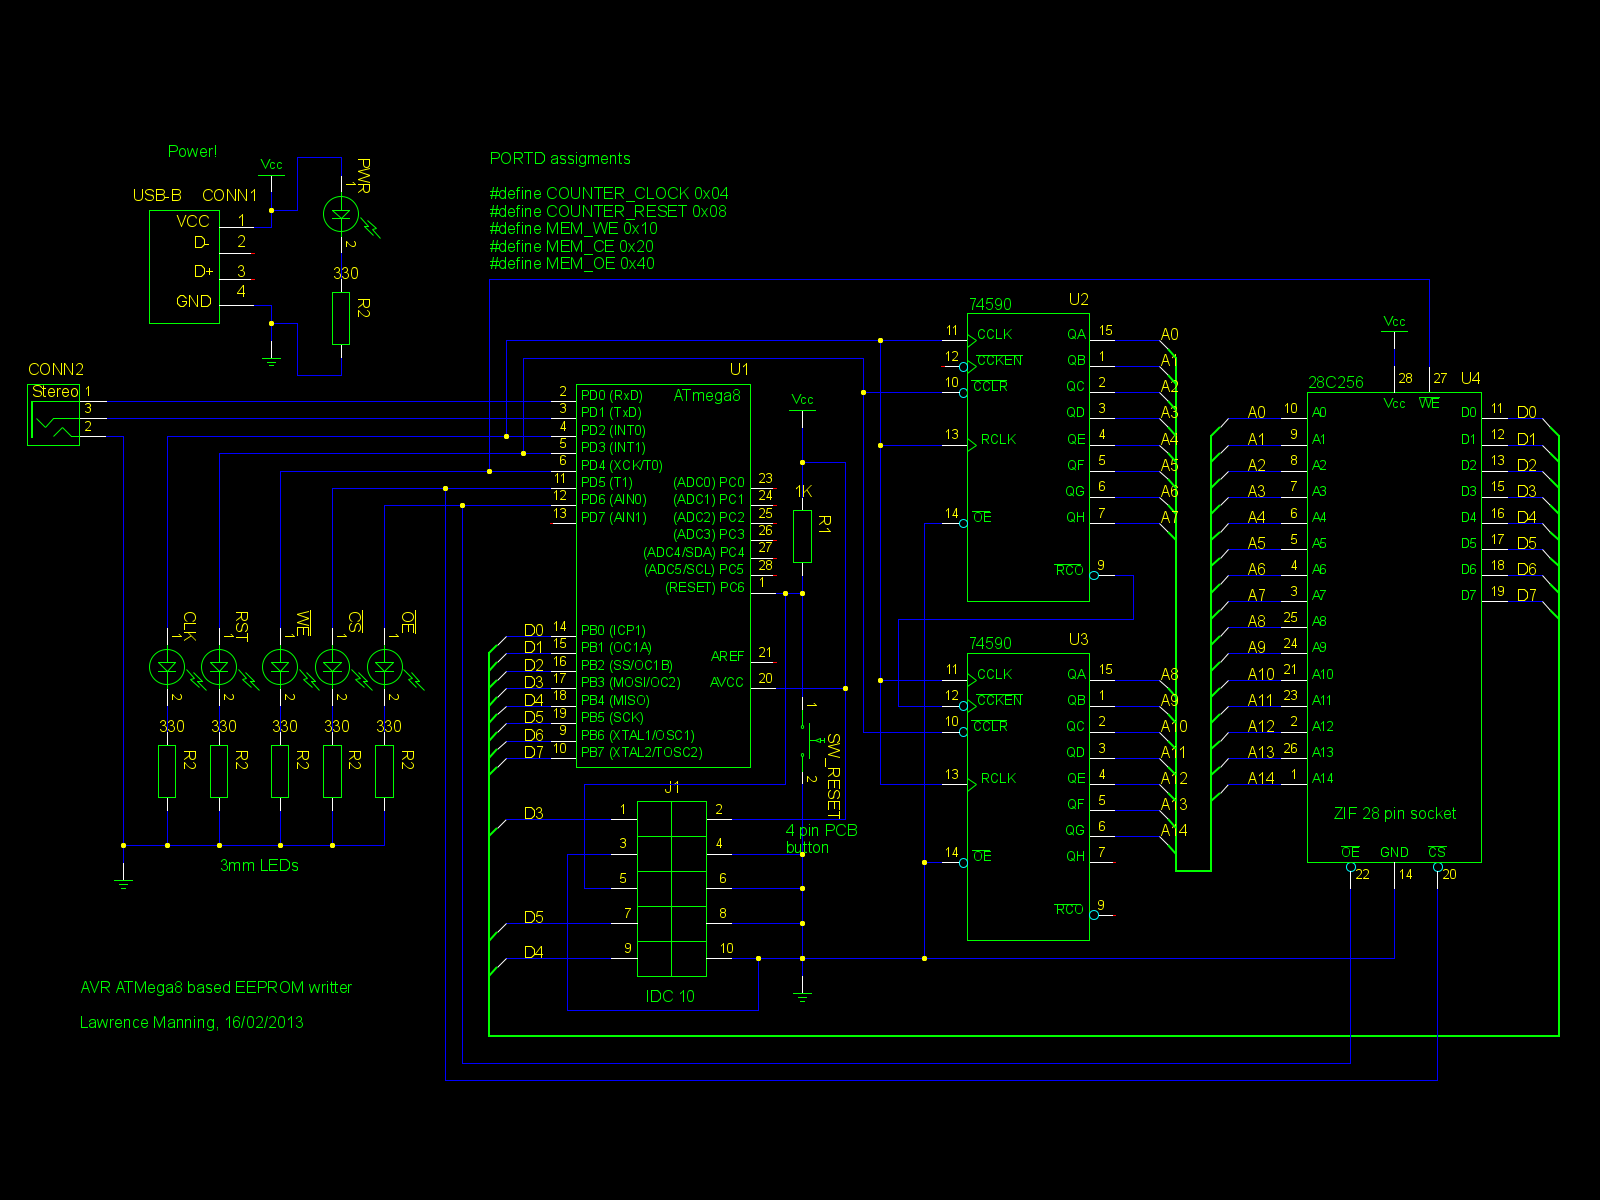 Power!
Vcc
PWR
1
2
330
R2
USB-B CONN1
VCC 1
D- 2
D+ 3
GND 4
PORTD assigments
#define COUNTER_CLOCK 0x04
#define COUNTER_RESET 0x08
#define MEM_WE 0x10
#define MEM_CE 0x20
#define MEM_OE 0x40
CONN2
Stereo 1
3
2
U1
ATmega8
2 PD0 (RxD)
3 PD1 (TxD)
4 PD2 (INT0)
5 PD3 (INT1)
6 PD4 (XCK/T0)
11 PD5 (T1)
12 PD6 (AIN0)
13 PD7 (AIN1)
(ADC0) PC0 23
(ADC1) PC1 24
(ADC2) PC2 25
(ADC3) PC3 26
(ADC4/SDA) PC4 27
(ADC5/SCL) PC5 28
(RESET) PC6 1
D0 14 PB0 (ICP1)
D1 15 PB1 (OC1A)
D2 16 PB2 (SS/OC1B)
D3 17 PB3 (MOSI/OC2)
D4 18 PB4 (MISO)
D5 19 PB5 (SCK)
D6 9 PB6 (XTAL1/OSC1)
D7 10 PB7 (XTAL2/TOSC2)
AREF 21
AVCC 20
Vcc
1K
R1
1
SW_RESET
2
4 pin PCB
button
CLK RST WE CS OE
1 1 1 1 1
2 2 2 2 2
330 330 330 330 330
R2 R2 R2 R2 R2
3mm LEDs
J1
D3 1 2
3 4
5 6
D5 7 8
D4 9 10
IDC 10
74590 U2
11 CCLK
12 CCKEN
10 CCLR
13 RCLK
14 OE
QA 15 A0
QB 1 A1
QC 2 A2
QD 3 A3
QE 4 A4
QF 5 A5
QG 6 A6
QH 7 A7
RCO 9
74590 U3
11 CCLK
12 CCKEN
10 CCLR
13 RCLK
14 OE
QA 15 A8
QB 1 A9
QC 2 A10
QD 3 A11
QE 4 A12
QF 5 A13
QG 6 A14
QH 7
RCO 9
Vcc
28C256 28 27 U4
Vcc WE
A0 10 A0
A1 9 A1
A2 8 A2
A3 7 A3
A4 6 A4
A5 5 A5
A6 4 A6
A7 3 A7
A8 25 A8
A9 24 A9
A10 21 A10
A11 23 A11
A12 2 A12
A13 26 A13
A14 1 A14
D0 11 D0
D1 12 D1
D2 13 D2
D3 15 D3
D4 16 D4
D5 17 D5
D6 18 D6
D7 19 D7
ZIF 28 pin socket
OE GND CS
22 14 20
AVR ATMega8 based EEPROM writter
Lawrence Manning, 16/02/2013